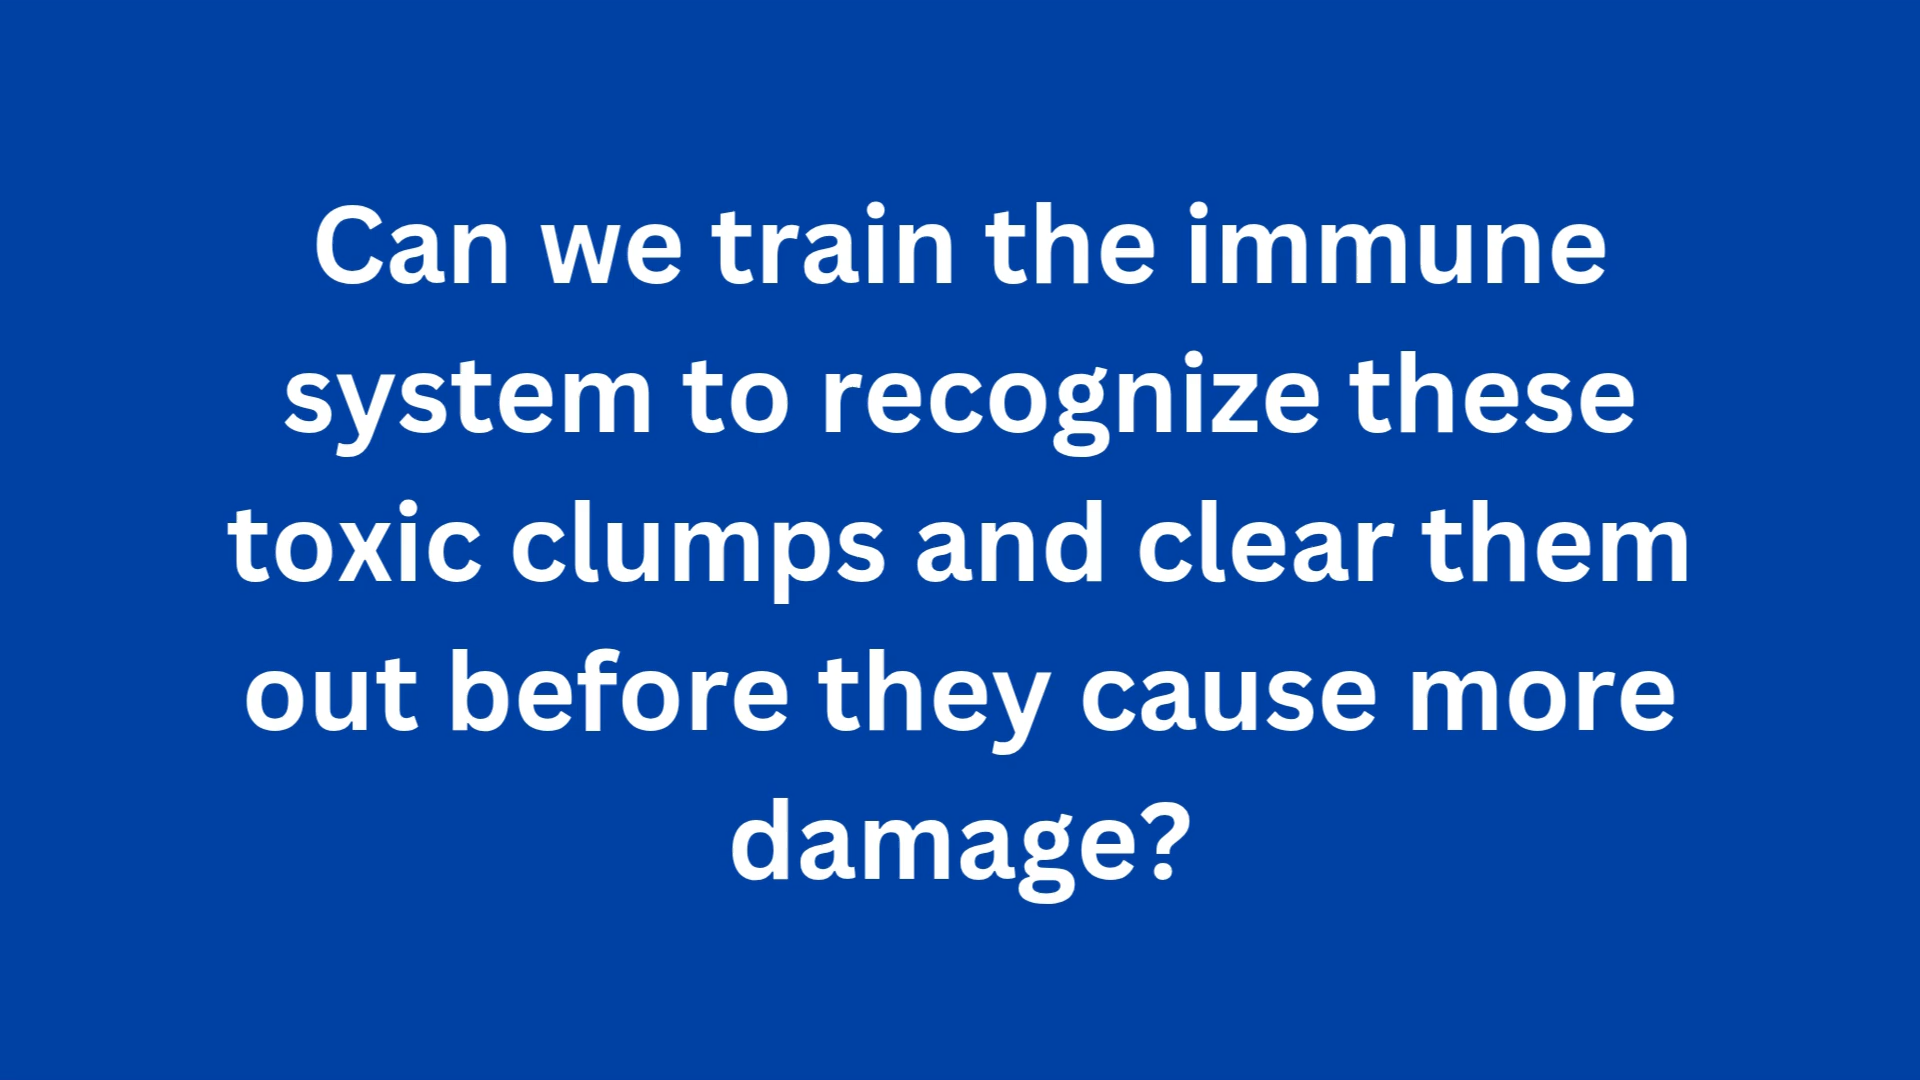 Can we train the immune
system to recognize these
toxic clumps and clear them
out before they cause more
damage?